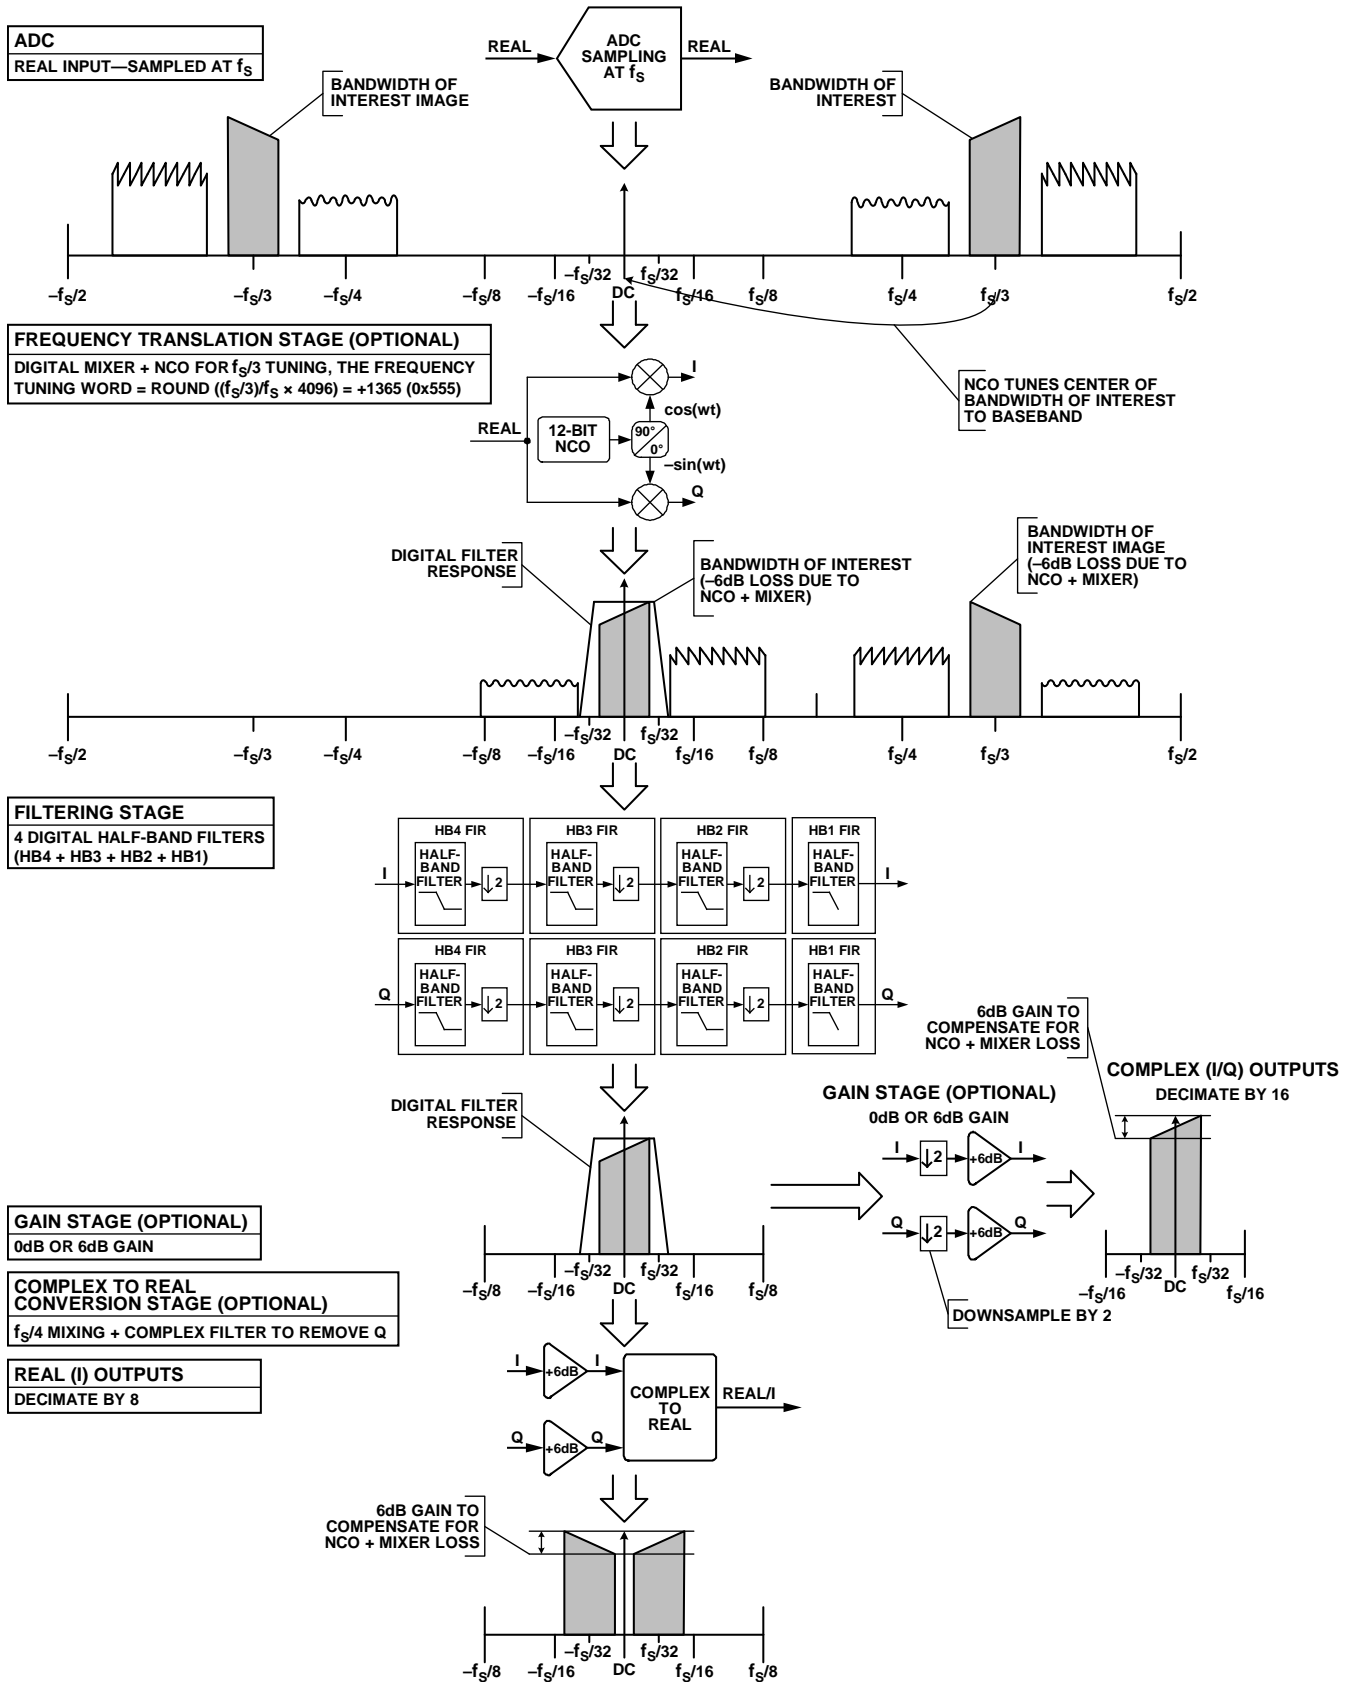 ADC
REAL INPUT—SAMPLED AT fS
REAL
ADC
SAMPLING
AT fS
REAL
BANDWIDTH OF
INTEREST IMAGE
BANDWIDTH OF
INTEREST
–fS/2
–fS/3
–fS/4
–fS/8
–fS/16
–fS/32
DC
fS/32
fS/16
fS/8
fS/4
fS/3
fS/2
FREQUENCY TRANSLATION STAGE (OPTIONAL)
DIGITAL MIXER + NCO FOR fS/3 TUNING, THE FREQUENCY
TUNING WORD = ROUND ((fS/3)/fS × 4096) = +1365 (0x555)
NCO TUNES CENTER OF
BANDWIDTH OF INTEREST
TO BASEBAND
REAL
12-BIT
NCO
90°
0°
cos(wt)
–sin(wt)
I
Q
DIGITAL FILTER
RESPONSE
BANDWIDTH OF INTEREST
(–6dB LOSS DUE TO
NCO + MIXER)
BANDWIDTH OF
INTEREST IMAGE
(–6dB LOSS DUE TO
NCO + MIXER)
–fS/2
–fS/3
–fS/4
–fS/8
–fS/16
–fS/32
DC
fS/32
fS/16
fS/8
fS/4
fS/3
fS/2
FILTERING STAGE
4 DIGITAL HALF-BAND FILTERS
(HB4 + HB3 + HB2 + HB1)
HB4 FIR
HB3 FIR
HB2 FIR
HB1 FIR
I
HALF-
BAND
FILTER
↓2
HALF-
BAND
FILTER
↓2
HALF-
BAND
FILTER
↓2
HALF-
BAND
FILTER
I
HB4 FIR
HB3 FIR
HB2 FIR
HB1 FIR
Q
HALF-
BAND
FILTER
↓2
HALF-
BAND
FILTER
↓2
HALF-
BAND
FILTER
↓2
HALF-
BAND
FILTER
Q
6dB GAIN TO
COMPENSATE FOR
NCO + MIXER LOSS
COMPLEX (I/Q) OUTPUTS
DECIMATE BY 16
GAIN STAGE (OPTIONAL)
0dB OR 6dB GAIN
DIGITAL FILTER
RESPONSE
I
↓2
+6dB
I
Q
↓2
+6dB
Q
DOWNSAMPLE BY 2
–fS/16
–fS/32
DC
fS/32
fS/16
–fS/8
–fS/16
–fS/32
DC
fS/32
fS/16
fS/8
GAIN STAGE (OPTIONAL)
0dB OR 6dB GAIN
COMPLEX TO REAL
CONVERSION STAGE (OPTIONAL)
fS/4 MIXING + COMPLEX FILTER TO REMOVE Q
REAL (I) OUTPUTS
DECIMATE BY 8
I
+6dB
I
Q
+6dB
Q
COMPLEX
TO
REAL
REAL/I
6dB GAIN TO
COMPENSATE FOR
NCO + MIXER LOSS
–fS/8
–fS/16
–fS/32
DC
fS/32
fS/16
fS/8